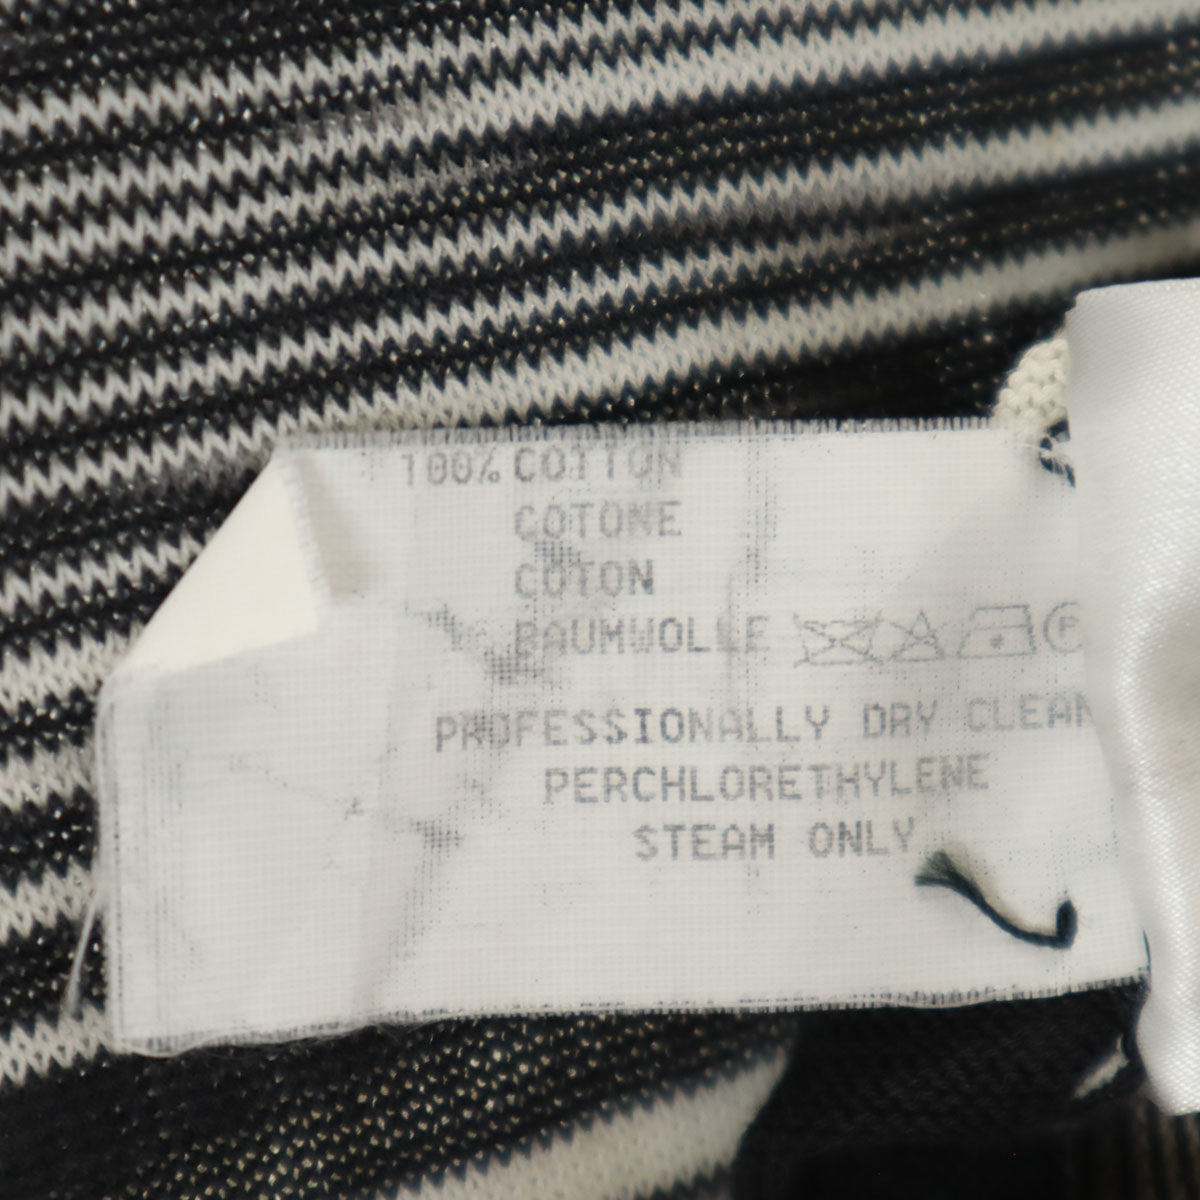 100% COTTON
COTONE
COTON
BAUMWOLLE P
PROFESSIONALLY DRY CLEAN
PERCHLORETHYLENE
STEAM ONLY